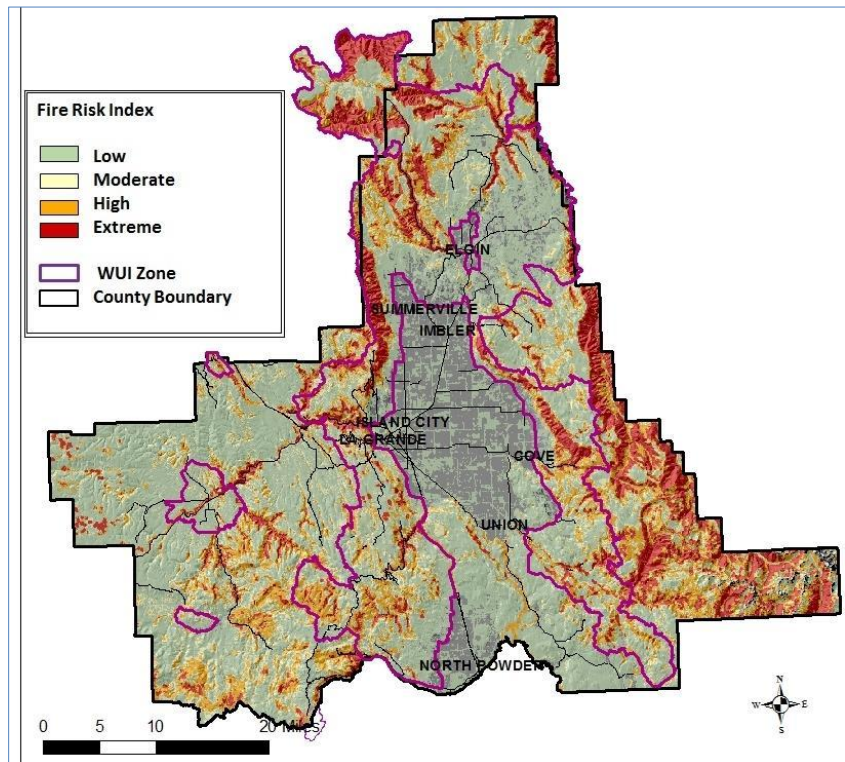 Fire Risk Index
Low
Moderate
High
Extreme
WUI Zone
County Boundary
ELGIN
SUMMERVILLE
IMBLER
ISLAND CITY
LA GRANDE
COVE
UNION
NORTH POWDER
N
W E
S
0 5 10 20 Miles